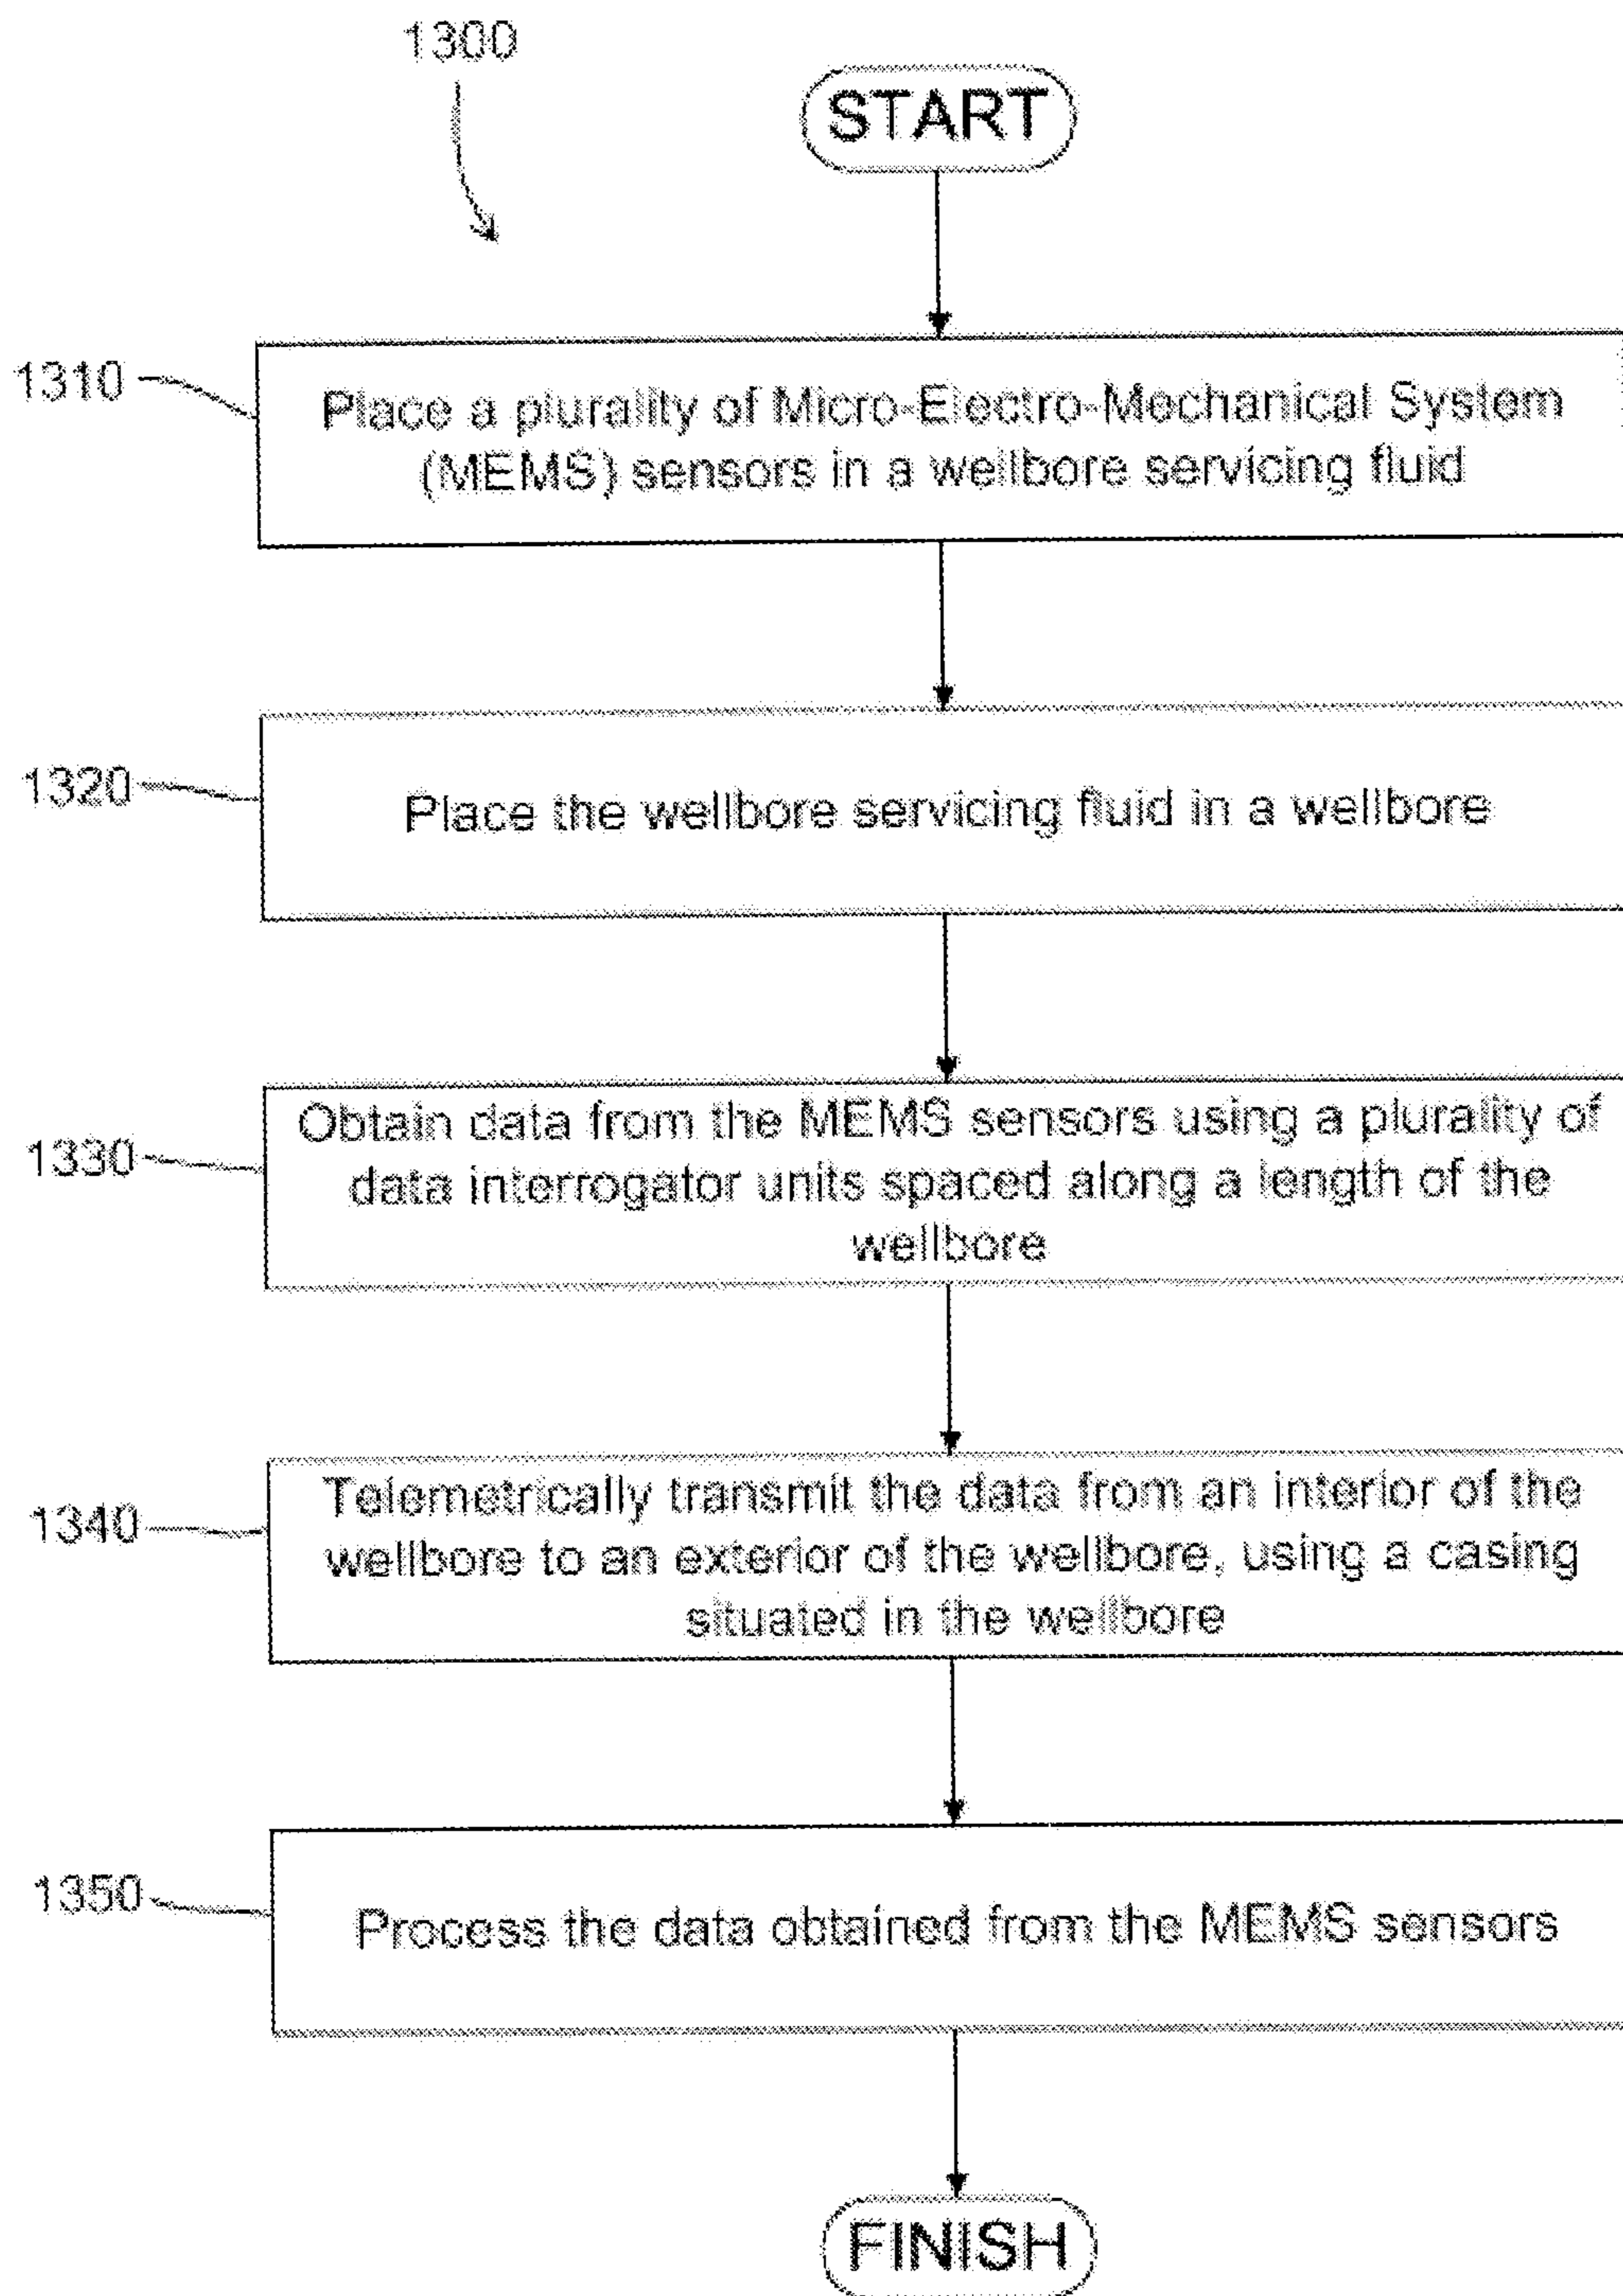 1300
START
1310
Place a plurality of Micro-Electro-Mechanical System
(MEMS) sensors in a wellbore servicing fluid
1320
Place the wellbore servicing fluid in a wellbore
1330
Obtain data from the MEMS sensors using a plurality of
data interrogator units spaced along a length of the
wellbore
1340
Telemetrically transmit the data from an interior of the
wellbore to an exterior of the wellbore, using a casing
situated in the wellbore
1350
Process the data obtained from the MEMS sensors
FINISH